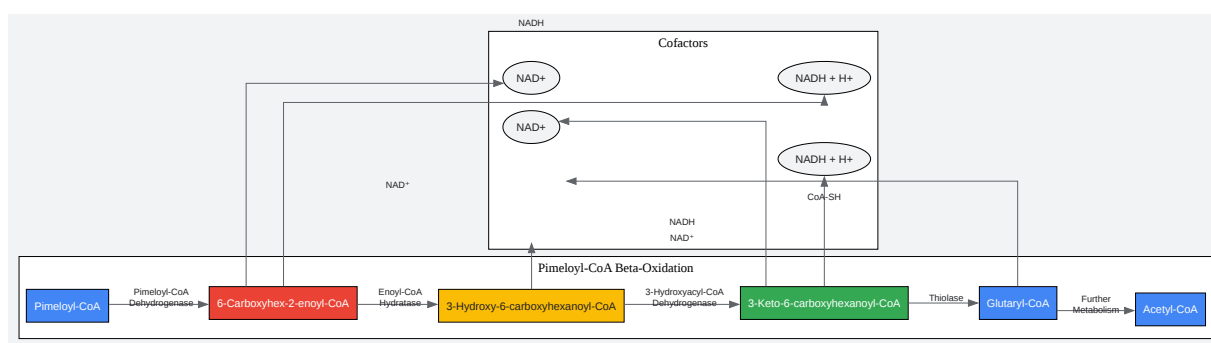 NADH
Cofactors
NAD+
NADH + H+
NAD+
NADH + H+
NAD⁺
CoA-SH
NADH
NAD⁺
Pimeloyl-CoA Beta-Oxidation
Pimeloyl-CoA
Pimeloyl-CoA
Dehydrogenase
6-Carboxyhex-2-enoyl-CoA
Enoyl-CoA
Hydratase
3-Hydroxy-6-carboxyhexanoyl-CoA
3-Hydroxyacyl-CoA
Dehydrogenase
3-Keto-6-carboxyhexanoyl-CoA
Thiolase
Glutaryl-CoA
Further
Metabolism
Acetyl-CoA